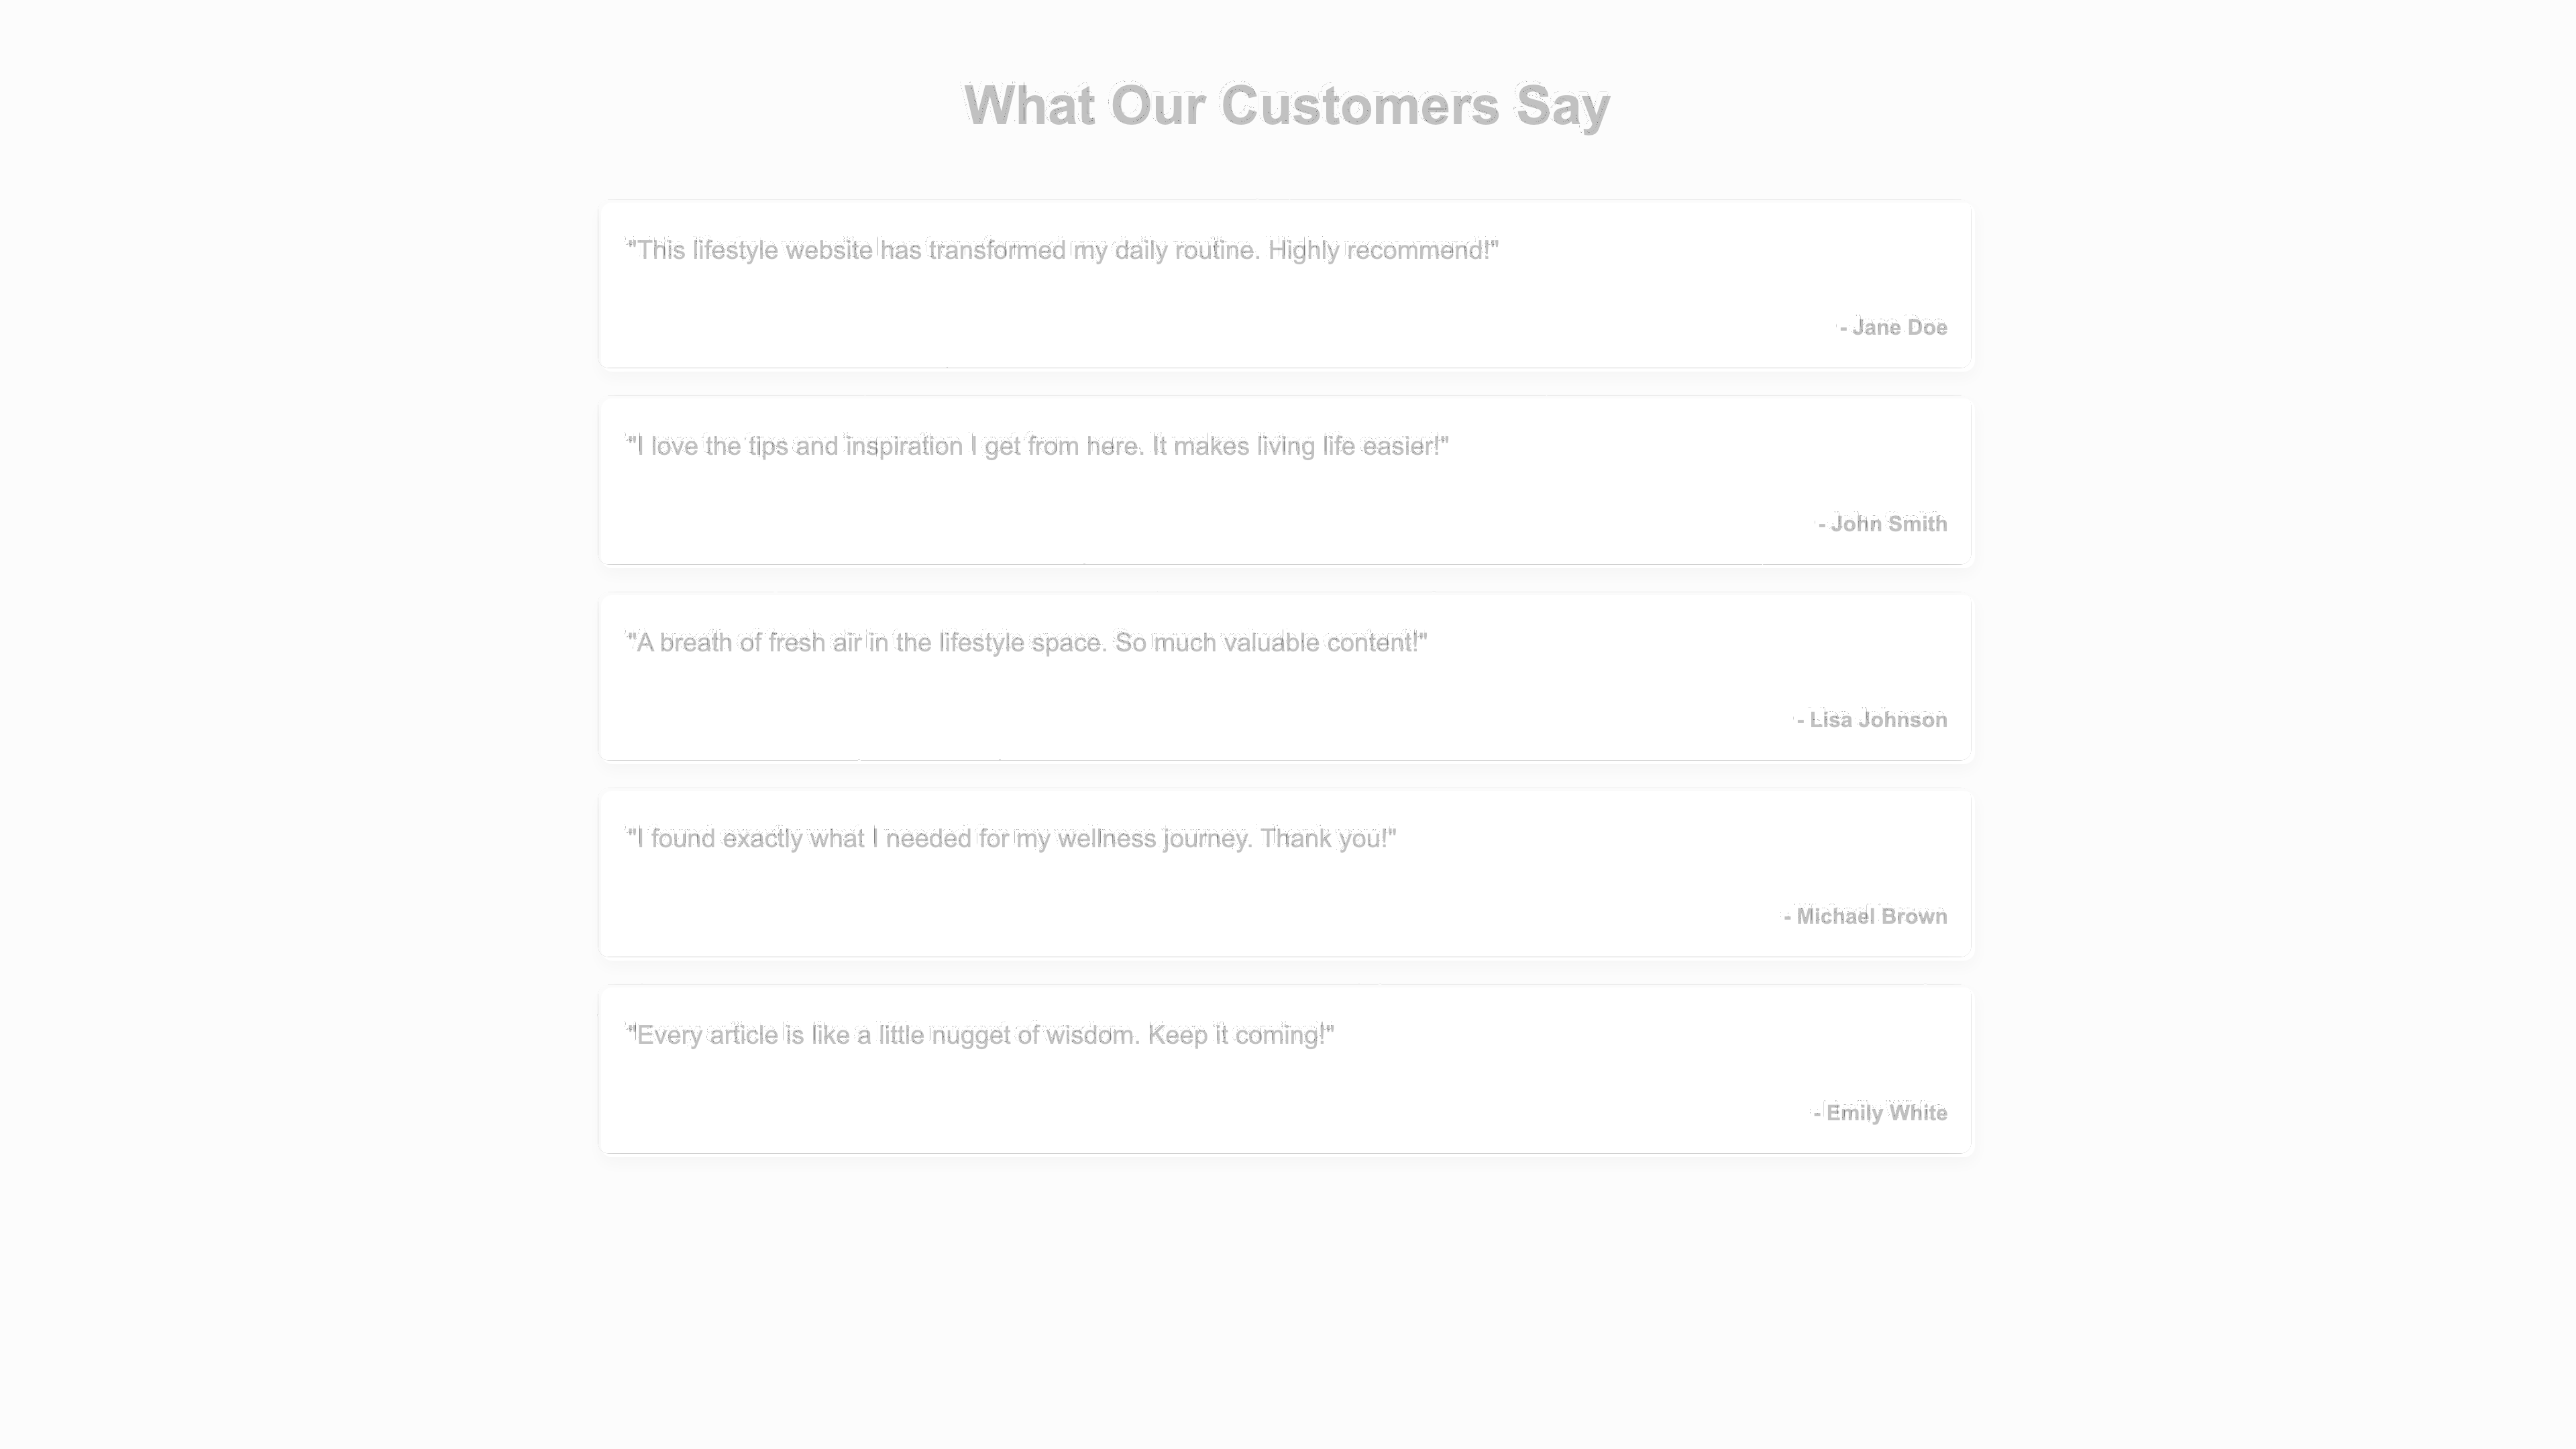 What Our Customers Say
"This lifestyle website has transformed my daily routine. Highly recommend!"
- Jane Doe
"I love the tips and inspiration I get from here. It makes living life easier!"
- John Smith
"A breath of fresh air in the lifestyle space. So much valuable content!"
- Lisa Johnson
"I found exactly what I needed for my wellness journey. Thank you!"
- Michael Brown
"Every article is like a little nugget of wisdom. Keep it coming!"
- Emily White